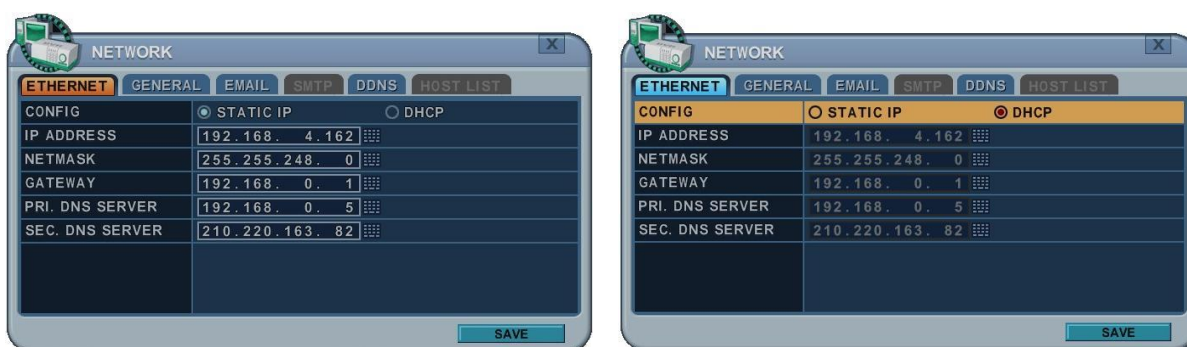 NETWORK X
ETHERNET GENERAL EMAIL SMTP DDNS HOST LIST
CONFIG STATIC IP DHCP
IP ADDRESS 192.168. 4.162
NETMASK 255.255.248. 0
GATEWAY 192.168. 0. 1
PRI. DNS SERVER 192.168. 0. 5
SEC. DNS SERVER 210.220.163. 82
SAVE
NETWORK X
ETHERNET GENERAL EMAIL SMTP DDNS HOST LIST
CONFIG STATIC IP DHCP
IP ADDRESS 192.168. 4.162
NETMASK 255.255.248. 0
GATEWAY 192.168. 0. 1
PRI. DNS SERVER 192.168. 0. 5
SEC. DNS SERVER 210.220.163. 82
SAVE